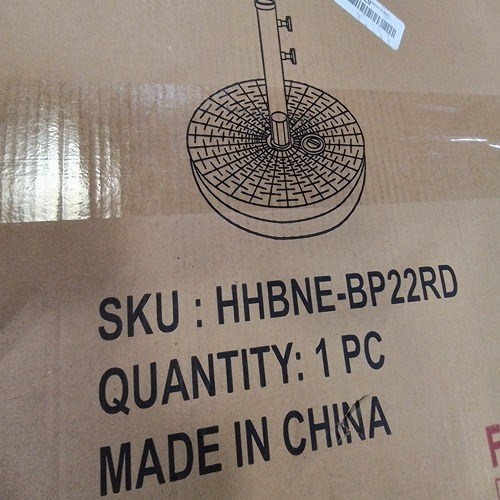 SKU : HHBNE-BP22RD
QUANTITY: 1 PC
MADE IN CHINA